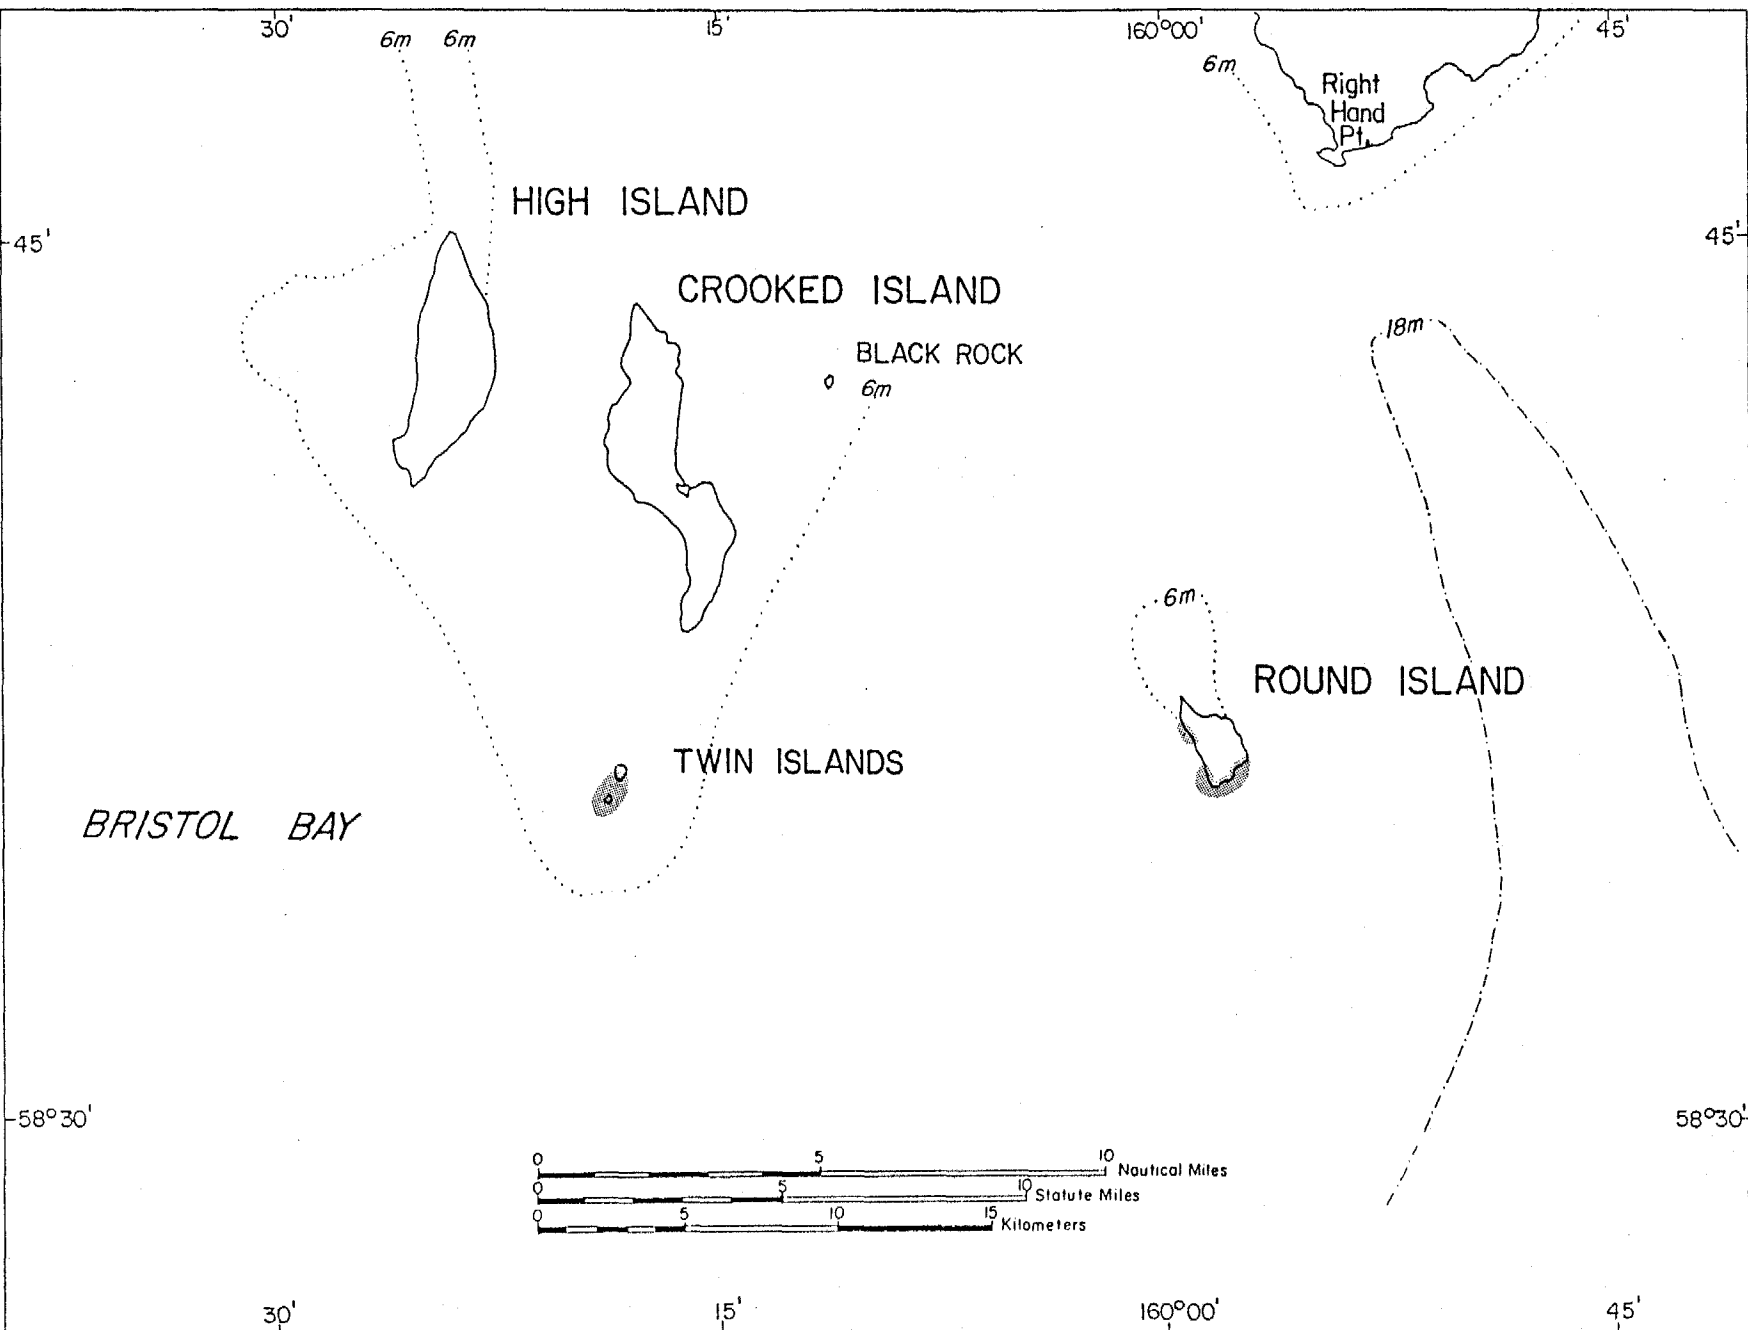 30' 15' 160°00' 45'
6m 6m
6m
Right
Hand
Pt.
HIGH ISLAND
45' 45'
CROOKED ISLAND
18m
BLACK ROCK
6m
6m
ROUND ISLAND
TWIN ISLANDS
BRISTOL BAY
58°30' 58°30'
0 5 10 Nautical Miles
0 5 10 Statute Miles
0 5 10 15 Kilometers
30' 15' 160°00' 45'